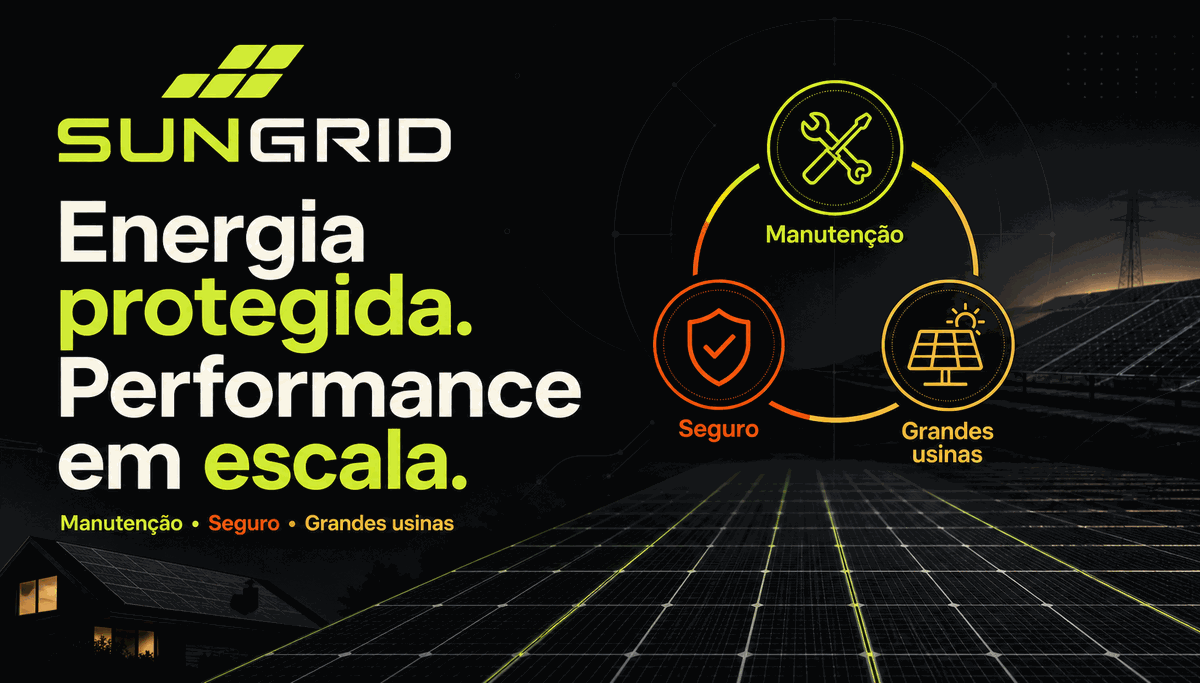 SUNGRID
Energia
protegida.
Performance
em escala.
Manutenção • Seguro • Grandes usinas
Manutenção
Seguro
Grandes
usinas